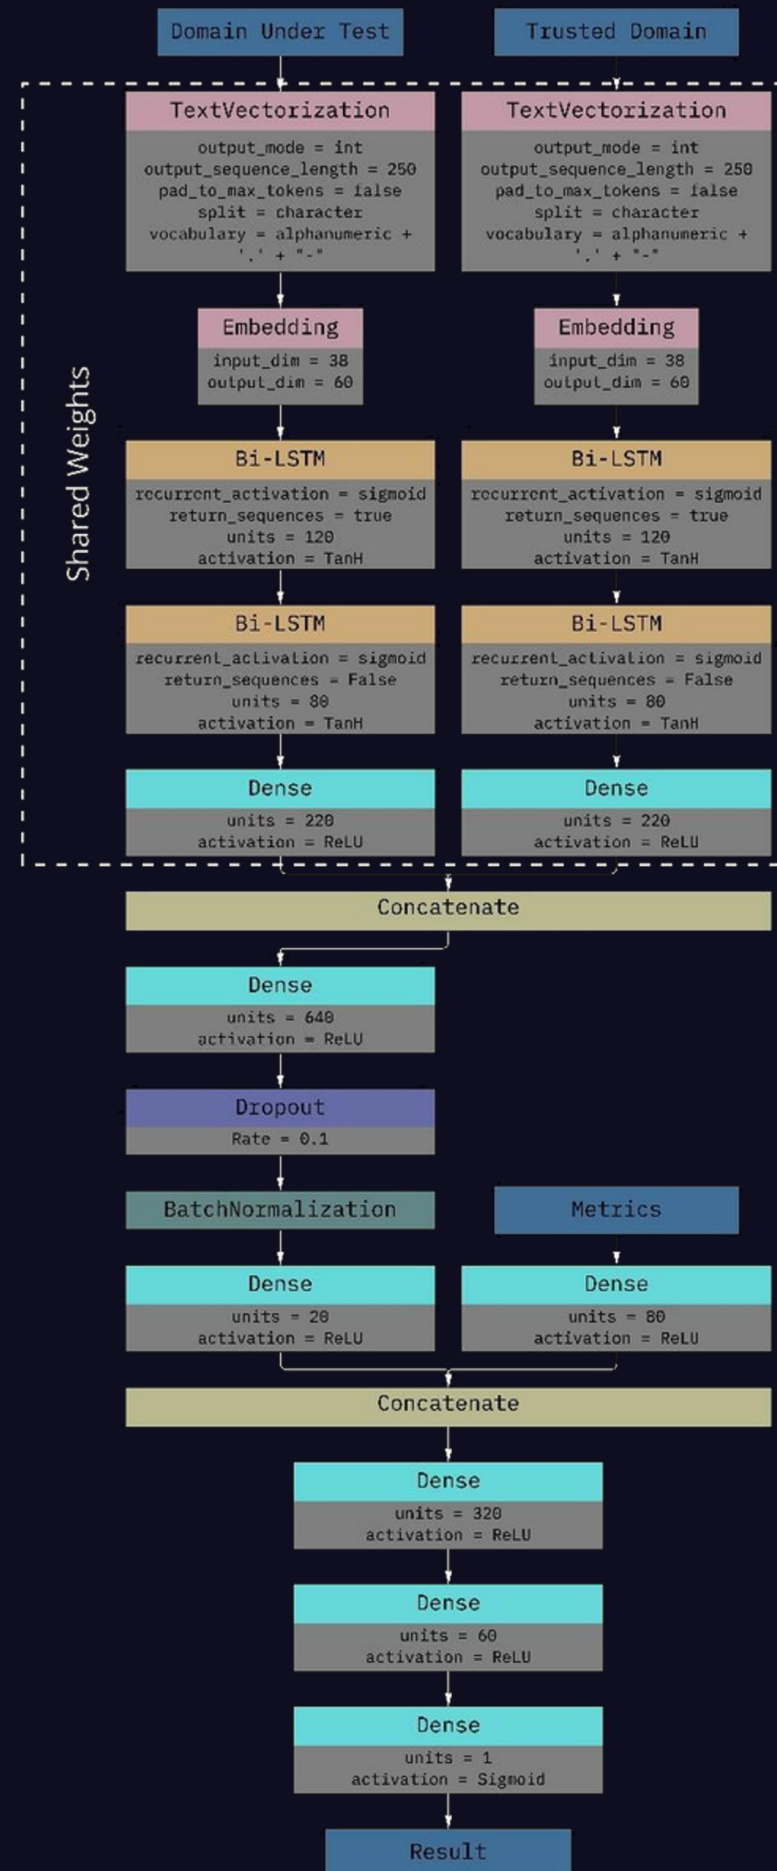 Domain Under Test
Trusted Domain
Shared Weights
TextVectorization
output_mode = int
output_sequence_length = 250
pad_to_max_tokens = false
split = character
vocabulary = alphanumeric +
'.' + "-"
TextVectorization
output_mode = int
output_sequence_length = 250
pad_to_max_tokens = false
split = character
vocabulary = alphanumeric +
'.' + "-"
Embedding
input_dim = 38
output_dim = 60
Embedding
input_dim = 38
output_dim = 60
Bi-LSTM
recurrent_activation = sigmoid
return_sequences = true
units = 120
activation = TanH
Bi-LSTM
recurrent_activation = sigmoid
return_sequences = true
units = 120
activation = TanH
Bi-LSTM
recurrent_activation = sigmoid
return_sequences = False
units = 80
activation = TanH
Bi-LSTM
recurrent_activation = sigmoid
return_sequences = False
units = 80
activation = TanH
Dense
units = 220
activation = ReLU
Dense
units = 220
activation = ReLU
Concatenate
Dense
units = 640
activation = ReLU
Dropout
Rate = 0.1
BatchNormalization
Metrics
Dense
units = 20
activation = ReLU
Dense
units = 80
activation = ReLU
Concatenate
Dense
units = 320
activation = ReLU
Dense
units = 60
activation = ReLU
Dense
units = 1
activation = Sigmoid
Result